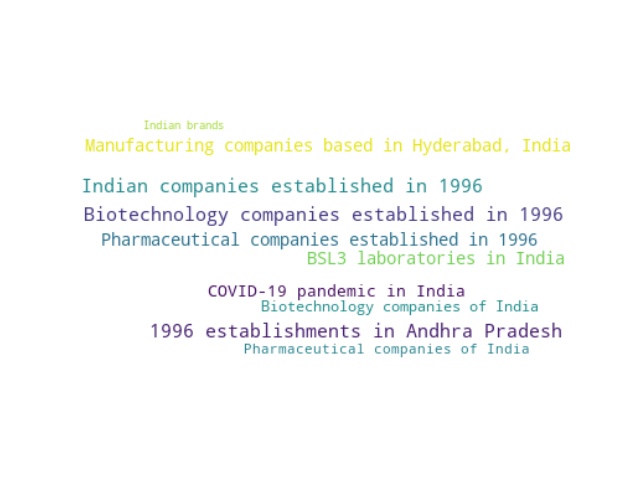 Indian brands
Manufacturing companies based in Hyderabad, India
Indian companies established in 1996
Biotechnology companies established in 1996
Pharmaceutical companies established in 1996
BSL3 laboratories in India
COVID-19 pandemic in India
Biotechnology companies of India
1996 establishments in Andhra Pradesh
Pharmaceutical companies of India